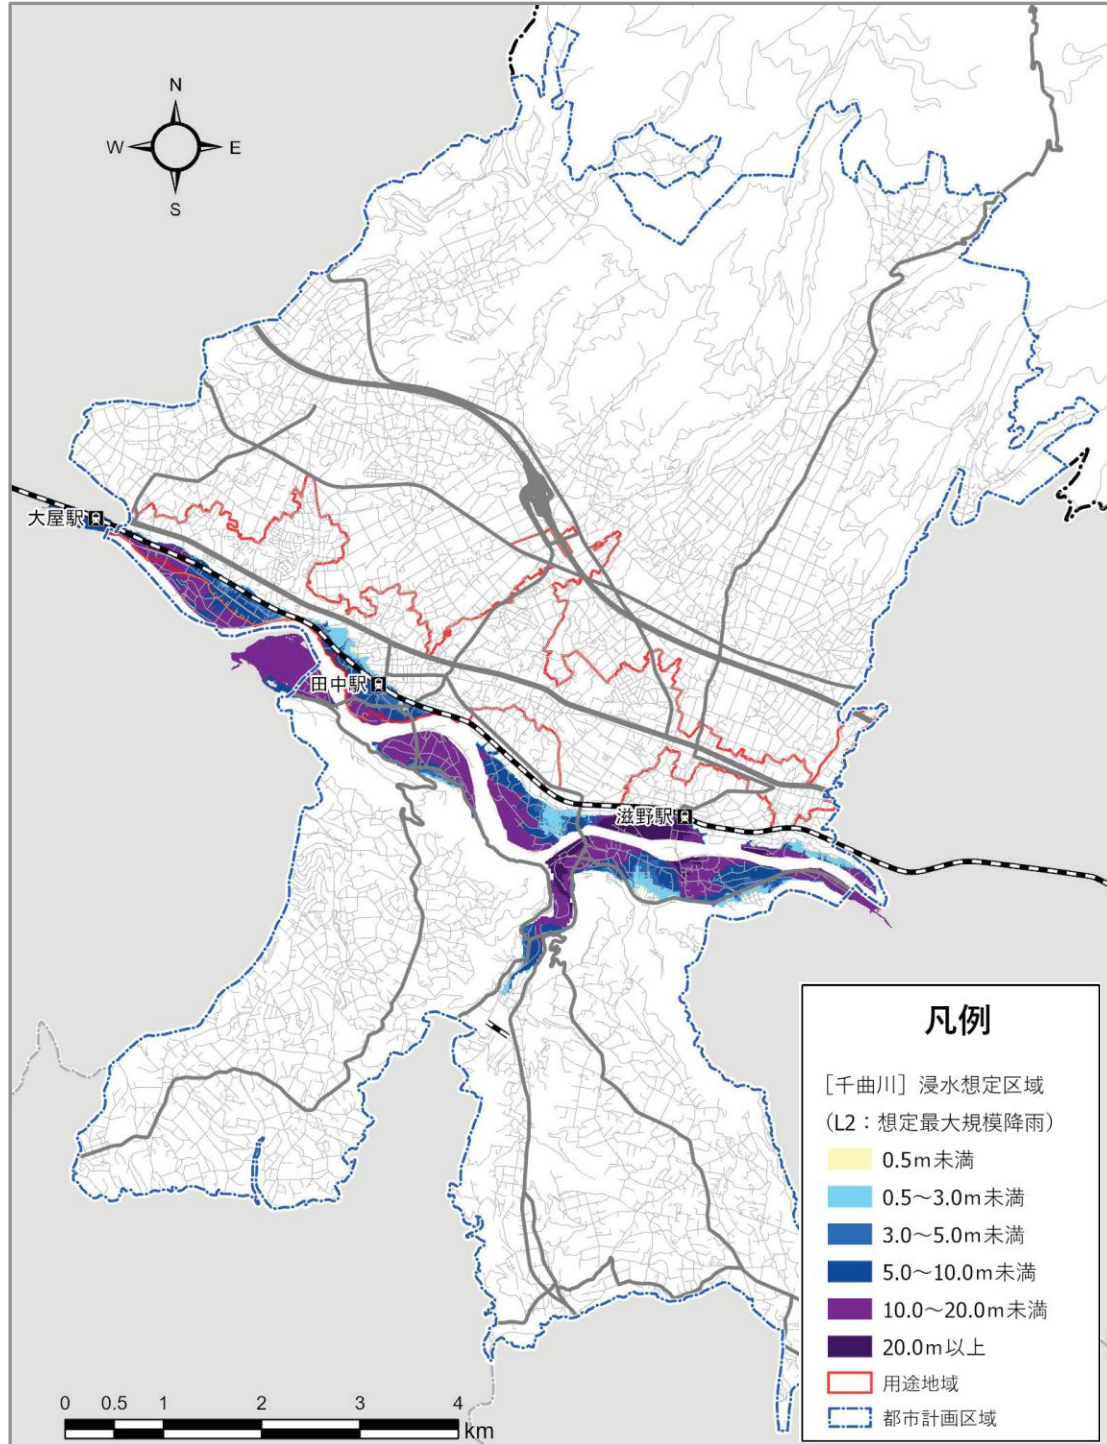 N
W
E
S
大屋駅
田中駅
滋野駅
凡例
［千曲川］浸水想定区域
（L2：想定最大規模降雨）
0.5m未満
0.5～3.0m未満
3.0～5.0m未満
5.0～10.0m未満
10.0～20.0m未満
20.0m以上
用途地域
都市計画区域
0 0.5 1 2 3 4
km